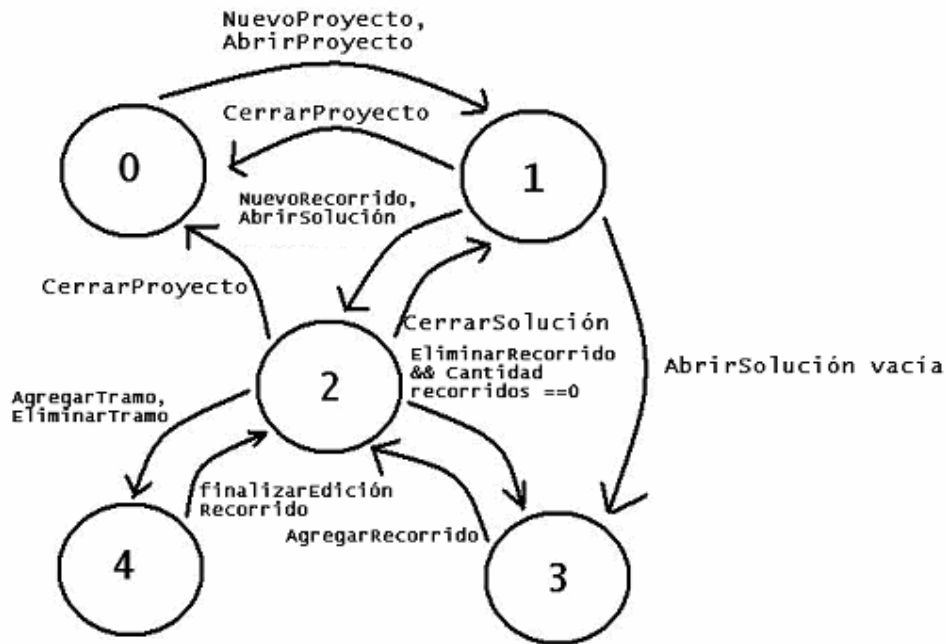 NuevoProyecto,
AbrirProyecto
CerrarProyecto
0
1
NuevoRecorrido,
AbrirSolución
CerrarProyecto
CerrarSolución
EliminarRecorrido
&& Cantidad
recorridos ==0
AbrirSolución vacía
2
AgregarTramo,
EliminarTramo
finalizarEdición
Recorrido
AgregarRecorrido
4
3